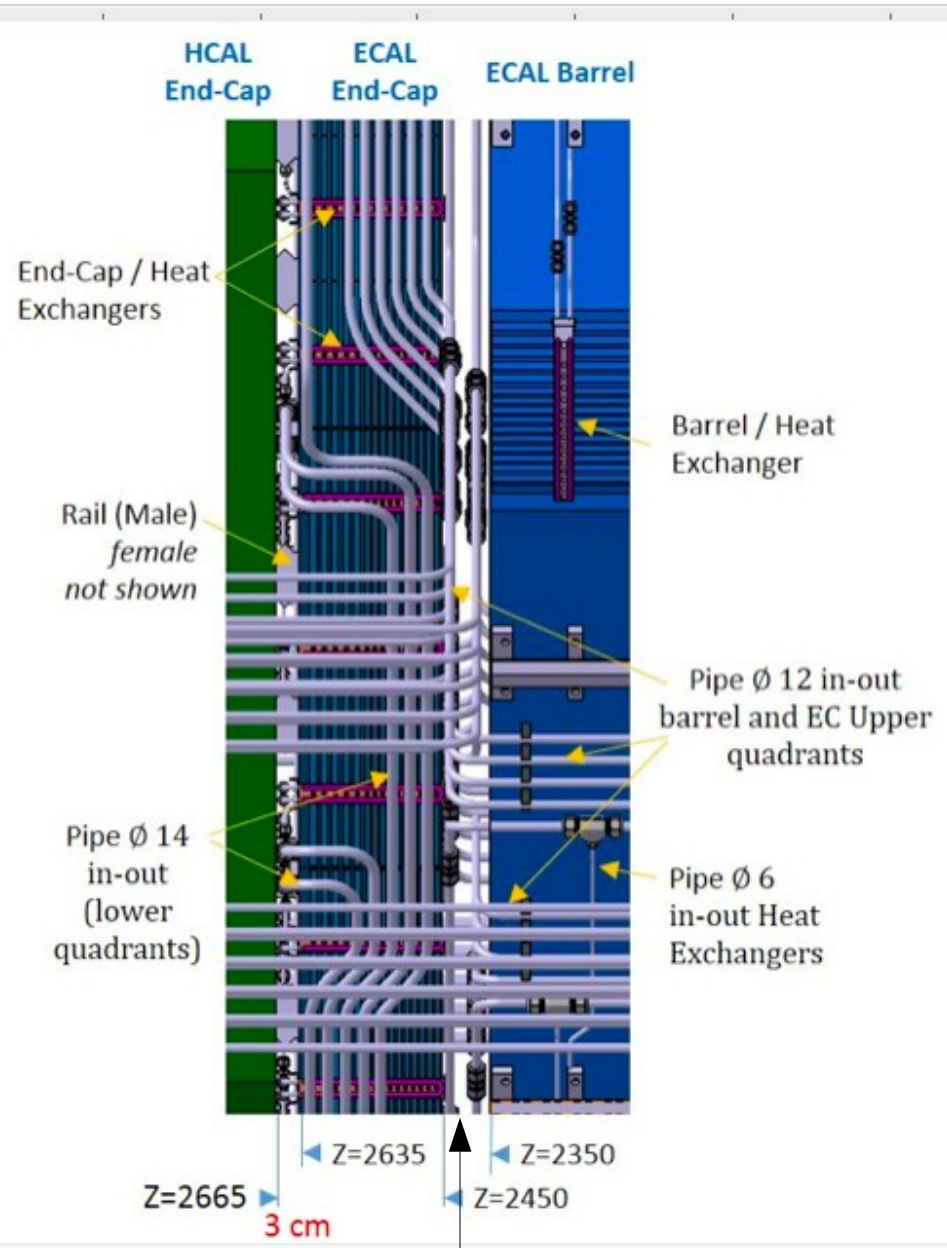 HCAL
End-Cap
ECAL
End-Cap
ECAL Barrel
End-Cap / Heat
Exchangers
Barrel / Heat
Exchanger
Rail (Male)
female
not shown
Pipe Ø 12 in-out
barrel and EC Upper
quadrants
Pipe Ø 14
in-out
(lower
quadrants)
Pipe Ø 6
in-out Heat
Exchangers
Z=2635
Z=2350
Z=2665
Z=2450
3 cm